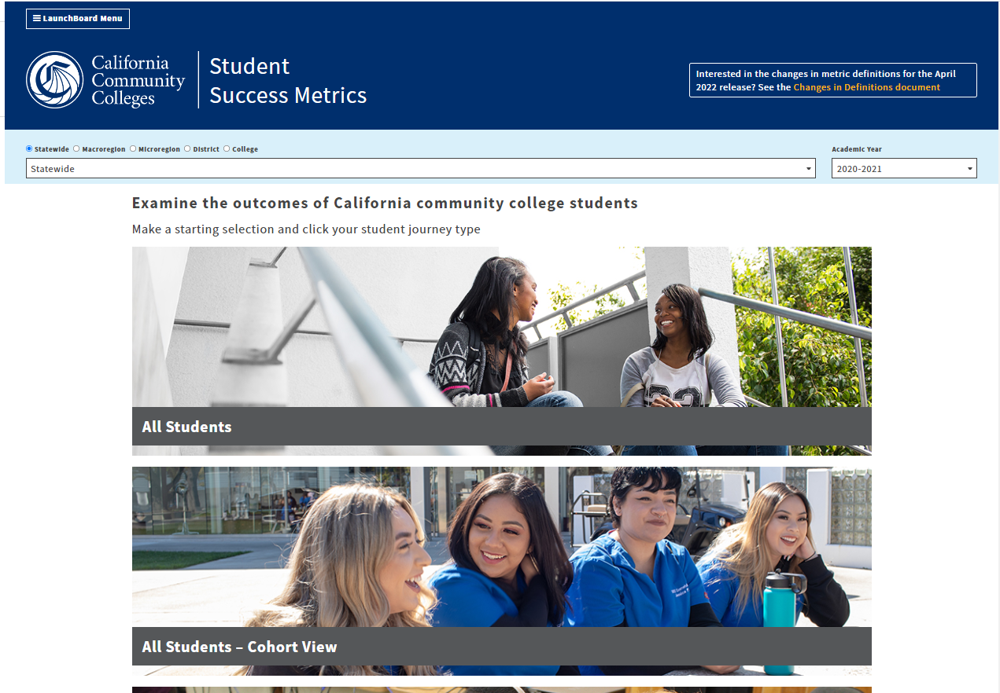 LaunchBoard Menu
California
Community
Colleges
Student
Success Metrics
Interested in the changes in metric definitions for the April
2022 release? See the Changes in Definitions document
Statewide Macroregion Microregion District College
Academic Year
Statewide
2020-2021
Examine the outcomes of California community college students
Make a starting selection and click your student journey type
All Students
All Students – Cohort View